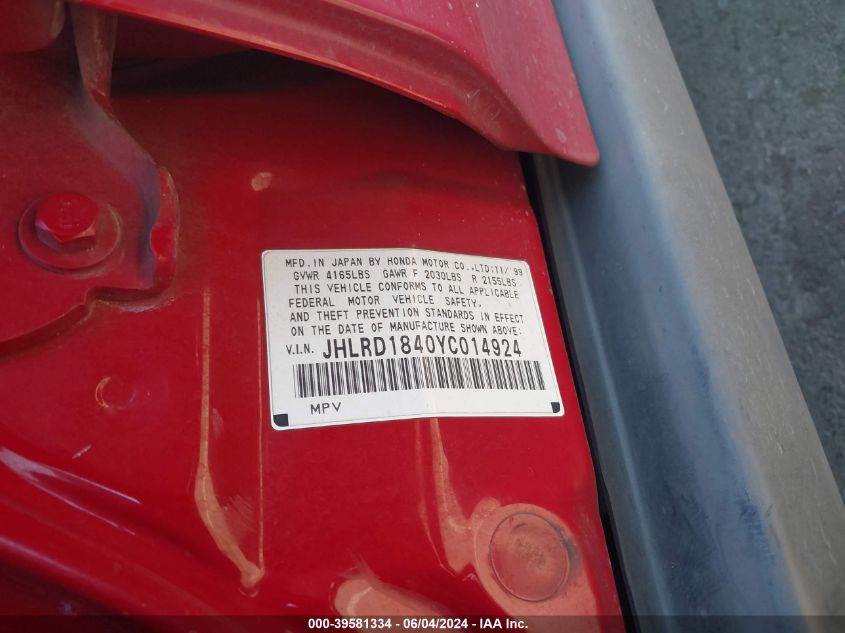 MFD. IN JAPAN BY HONDA MOTOR CO.,LTD:11/'99
GVWR 4165LBS GAWR F 2030LBS R 2155LBS
THIS VEHICLE CONFORMS TO ALL APPLICABLE
FEDERAL MOTOR VEHICLE SAFETY,
AND THEFT PREVENTION STANDARDS IN EFFECT
ON THE DATE OF MANUFACTURE SHOWN ABOVE:
V.I.N. JHLRD1840YC014924
MPV
000-39581334 - 06/04/2024 - US